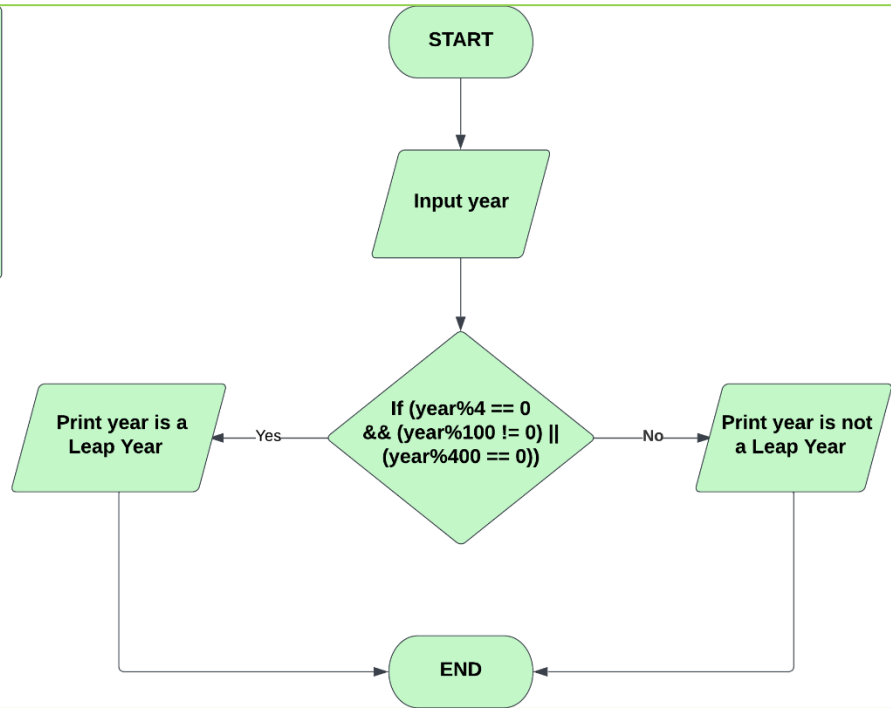 START
Input year
If (year%4 == 0
&& (year%100 != 0) ||
(year%400 == 0))
Print year is a
Leap Year
Yes
No
Print year is not
a Leap Year
END